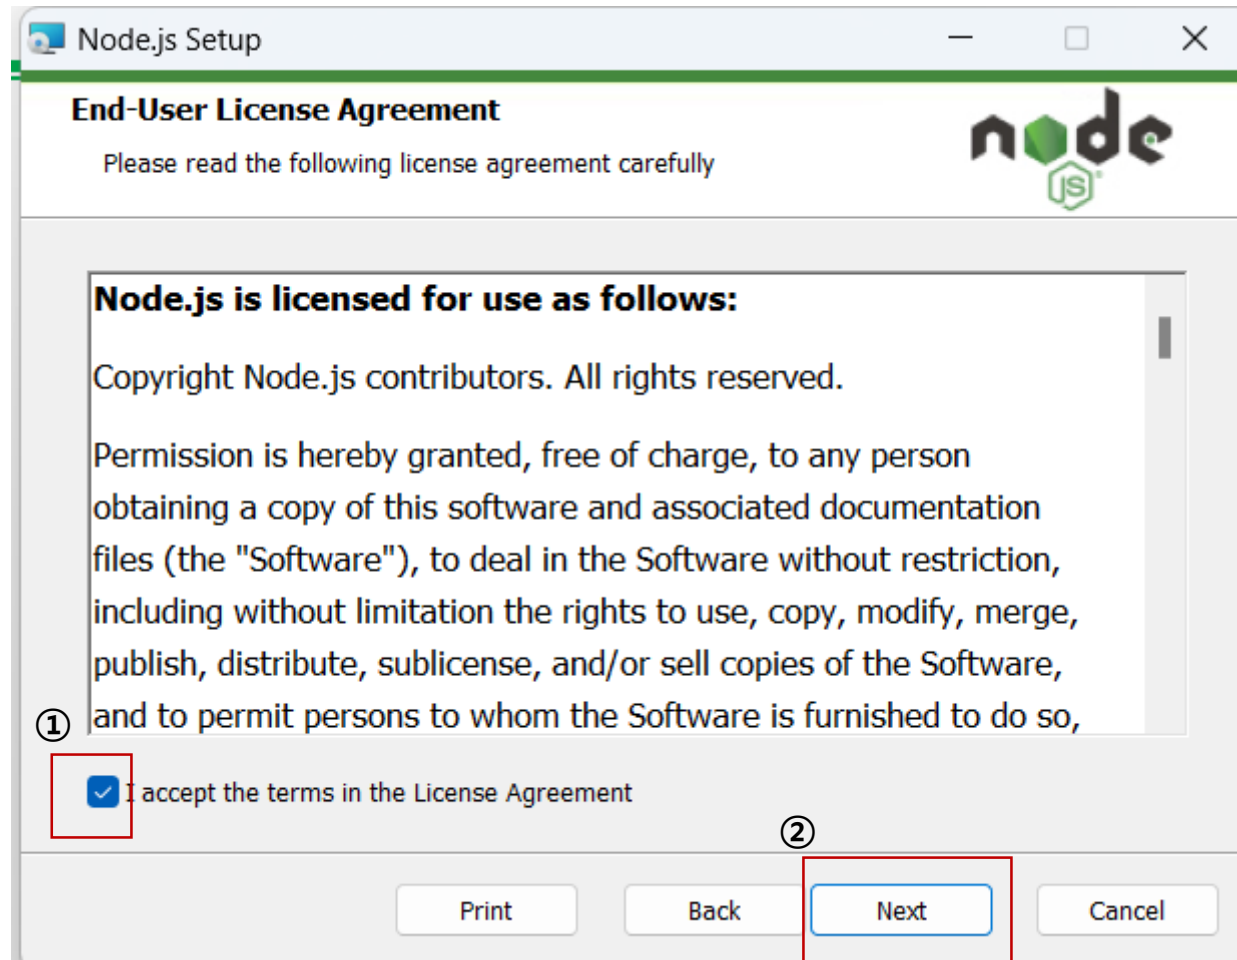 Node.js Setup
End-User License Agreement
Please read the following license agreement carefully
node
JS
Node.js is licensed for use as follows:
Copyright Node.js contributors. All rights reserved.
Permission is hereby granted, free of charge, to any person
obtaining a copy of this software and associated documentation
files (the "Software"), to deal in the Software without restriction,
including without limitation the rights to use, copy, modify, merge,
publish, distribute, sublicense, and/or sell copies of the Software,
and to permit persons to whom the Software is furnished to do so,
①
I accept the terms in the License Agreement
②
Print Back Next Cancel